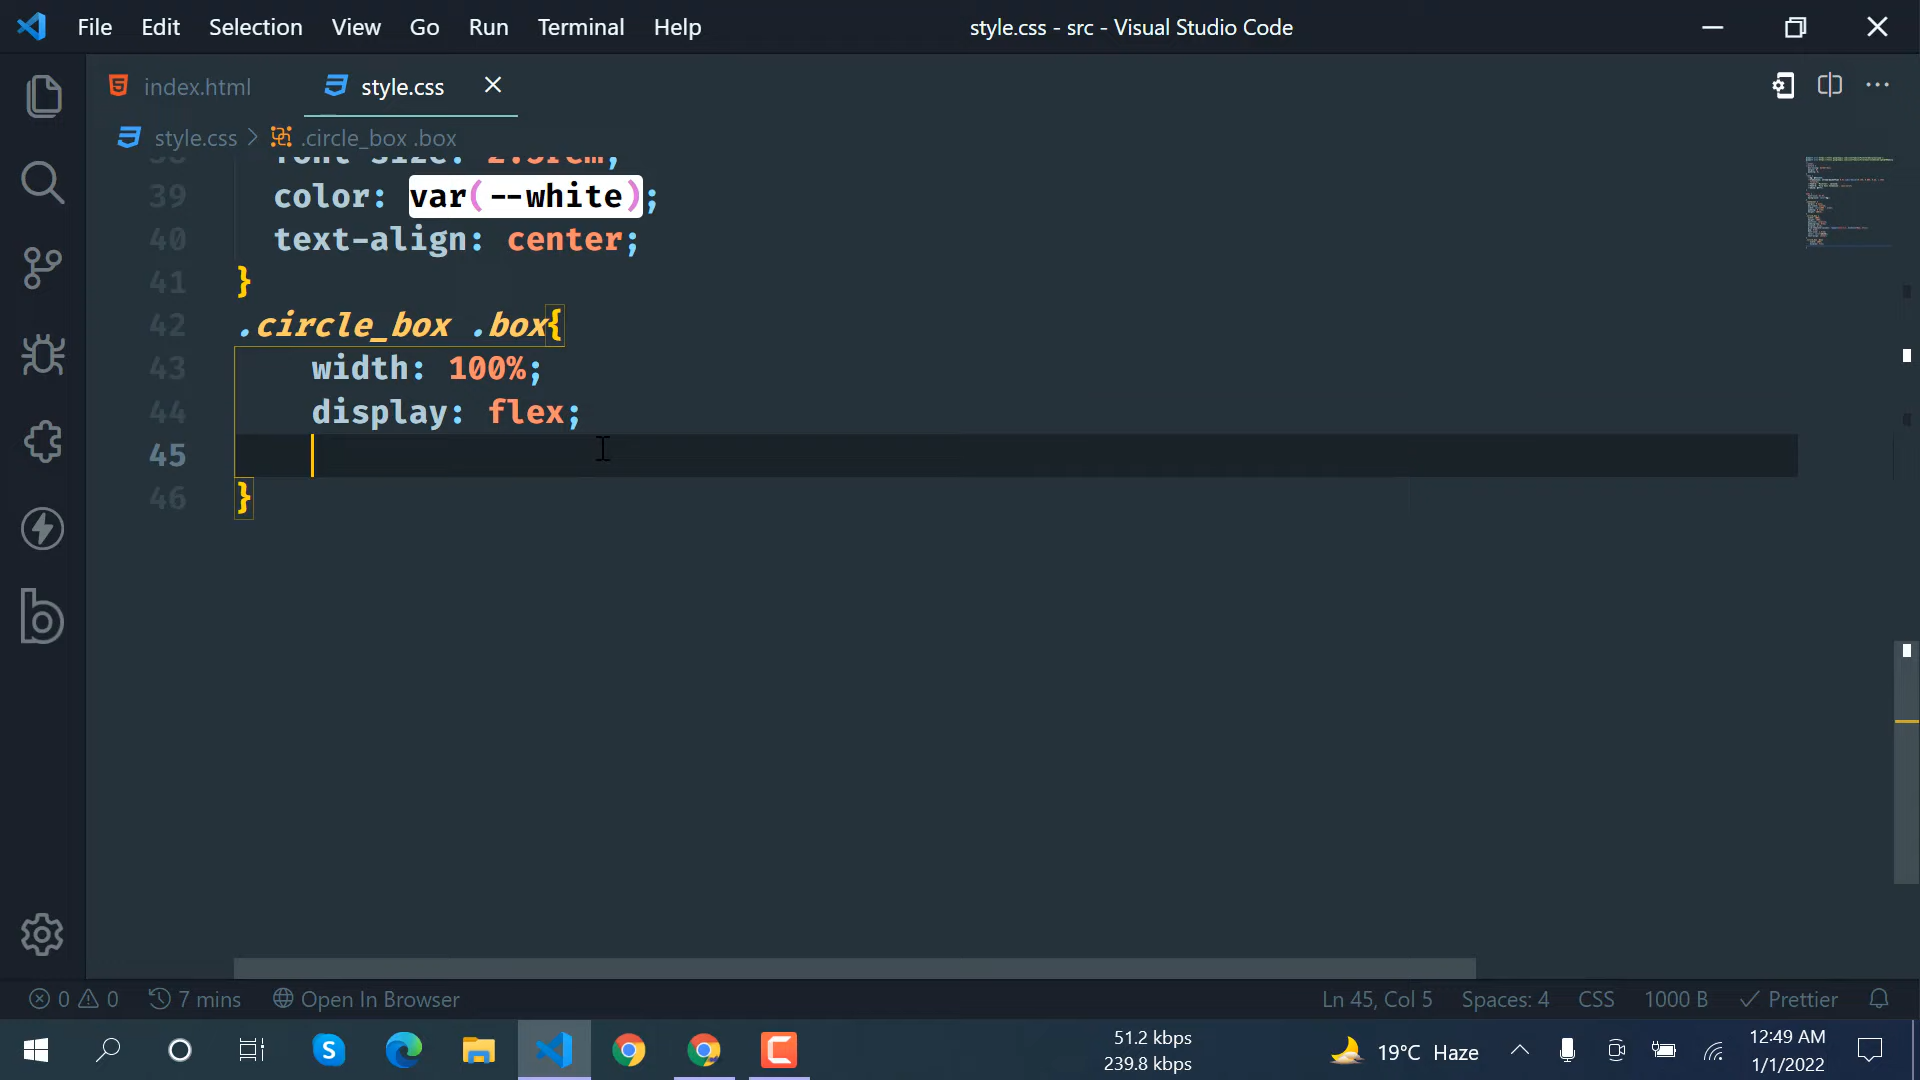 File Edit Selection View Go Run Terminal Help
style.css - src - Visual Studio Code
index.html
style.css
style.css > .circle_box .box
39 color: var(--white);
40 text-align: center;
41 }
42 .circle_box .box{
43 width: 100%;
44 display: flex;
45
46 }
0 0 7 mins Open In Browser
Ln 45, Col 5 Spaces: 4 CSS 1000 B Prettier
51.2 kbps
239.8 kbps
19°C Haze
12:49 AM
1/1/2022